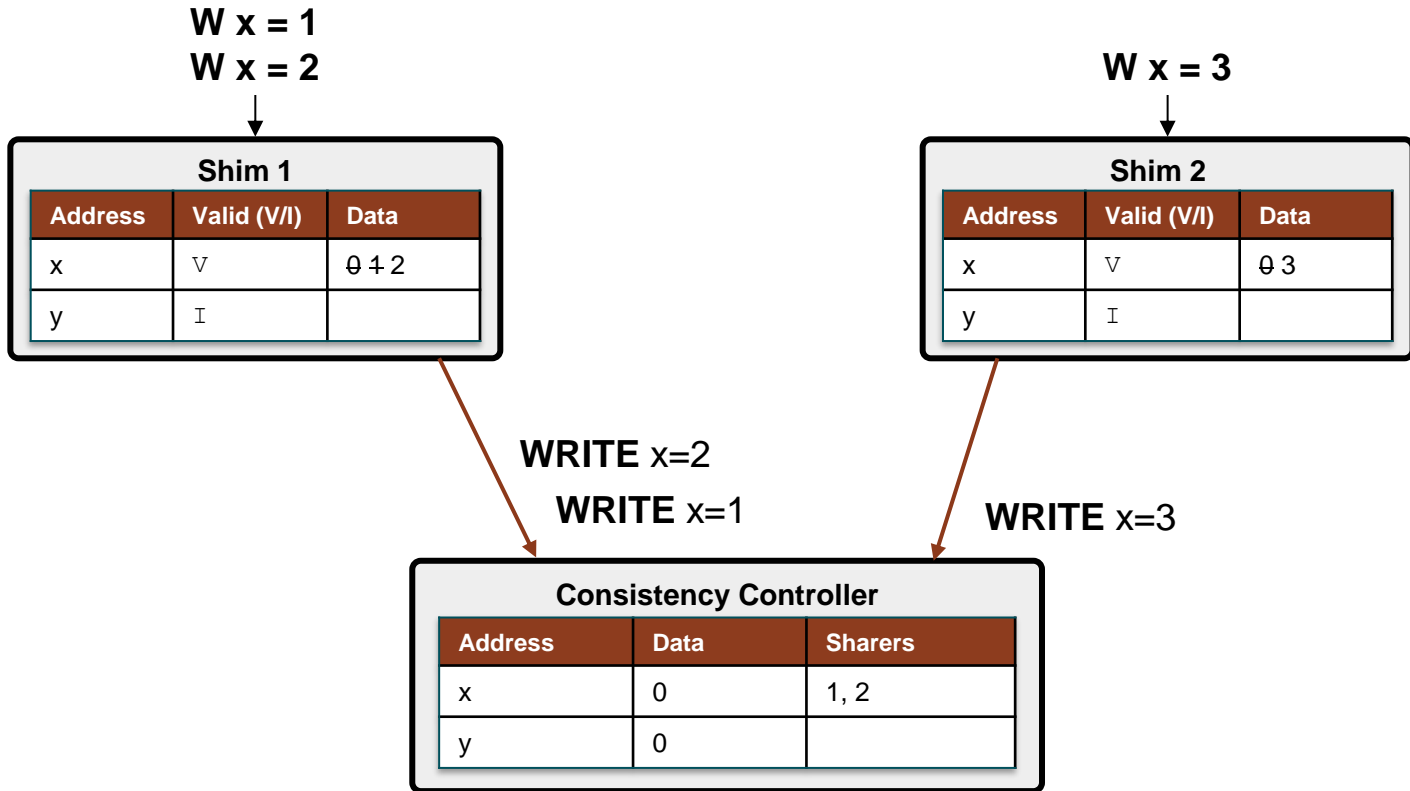 W x = 1
W x = 2
W x = 3
Shim 1
Address Valid (V/I) Data
x V 0 1 2
y I
Shim 2
Address Valid (V/I) Data
x V 0 3
y I
WRITE x=2
WRITE x=1
WRITE x=3
Consistency Controller
Address Data Sharers
x 0 1, 2
y 0